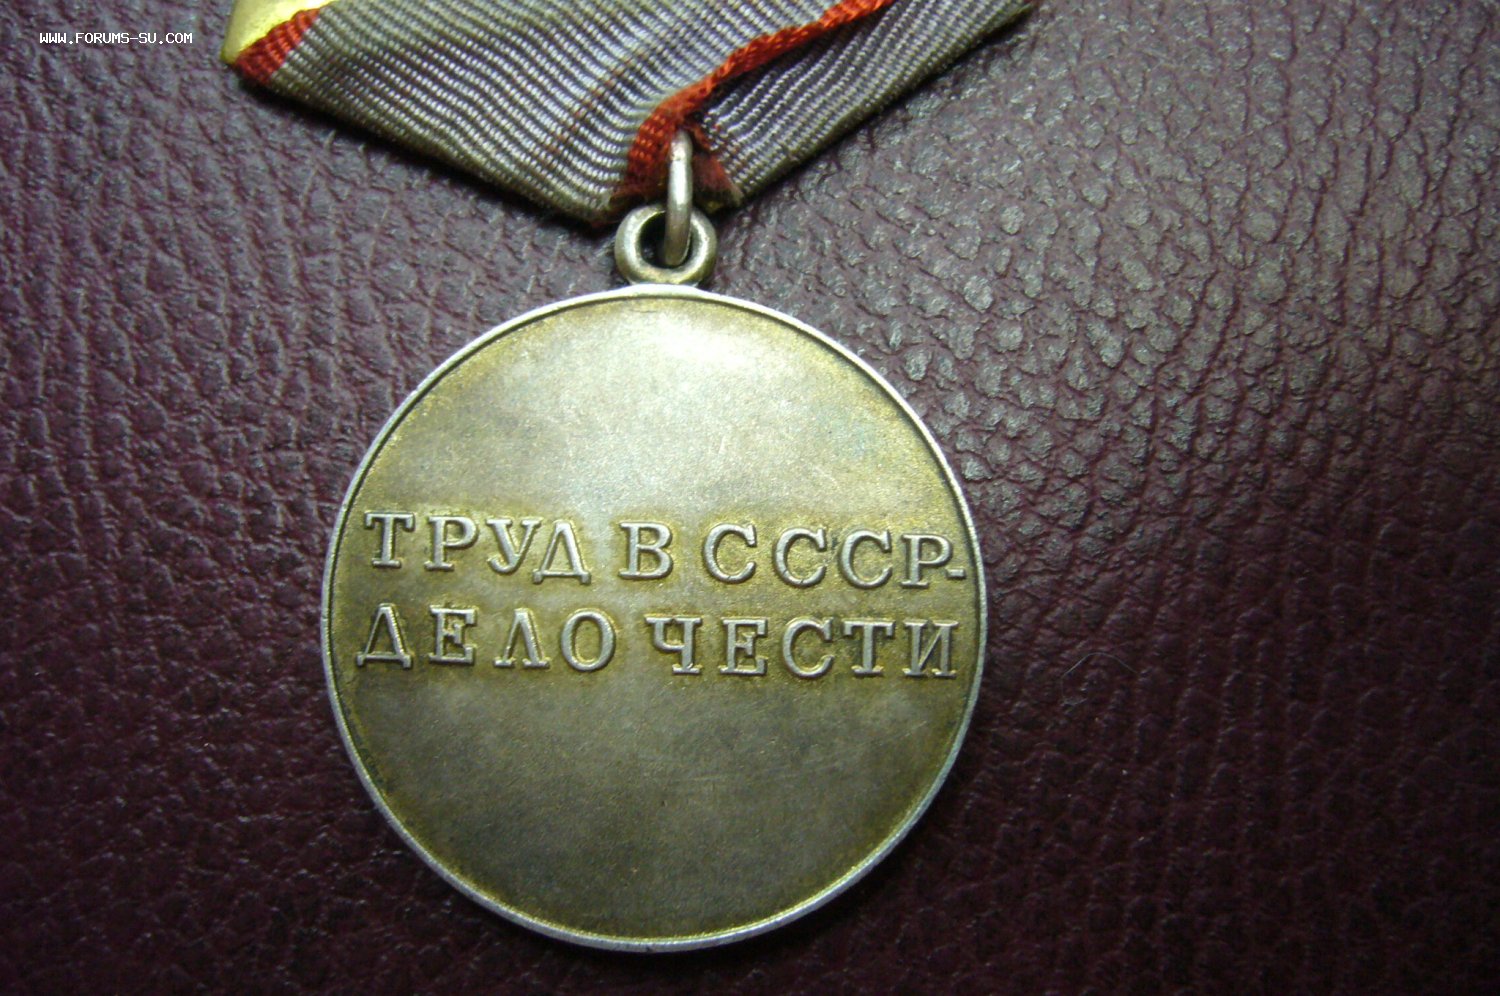 WWW.FORUMS-SU.COM
ТРУД В СССР-
ДЕЛО ЧЕСТИ